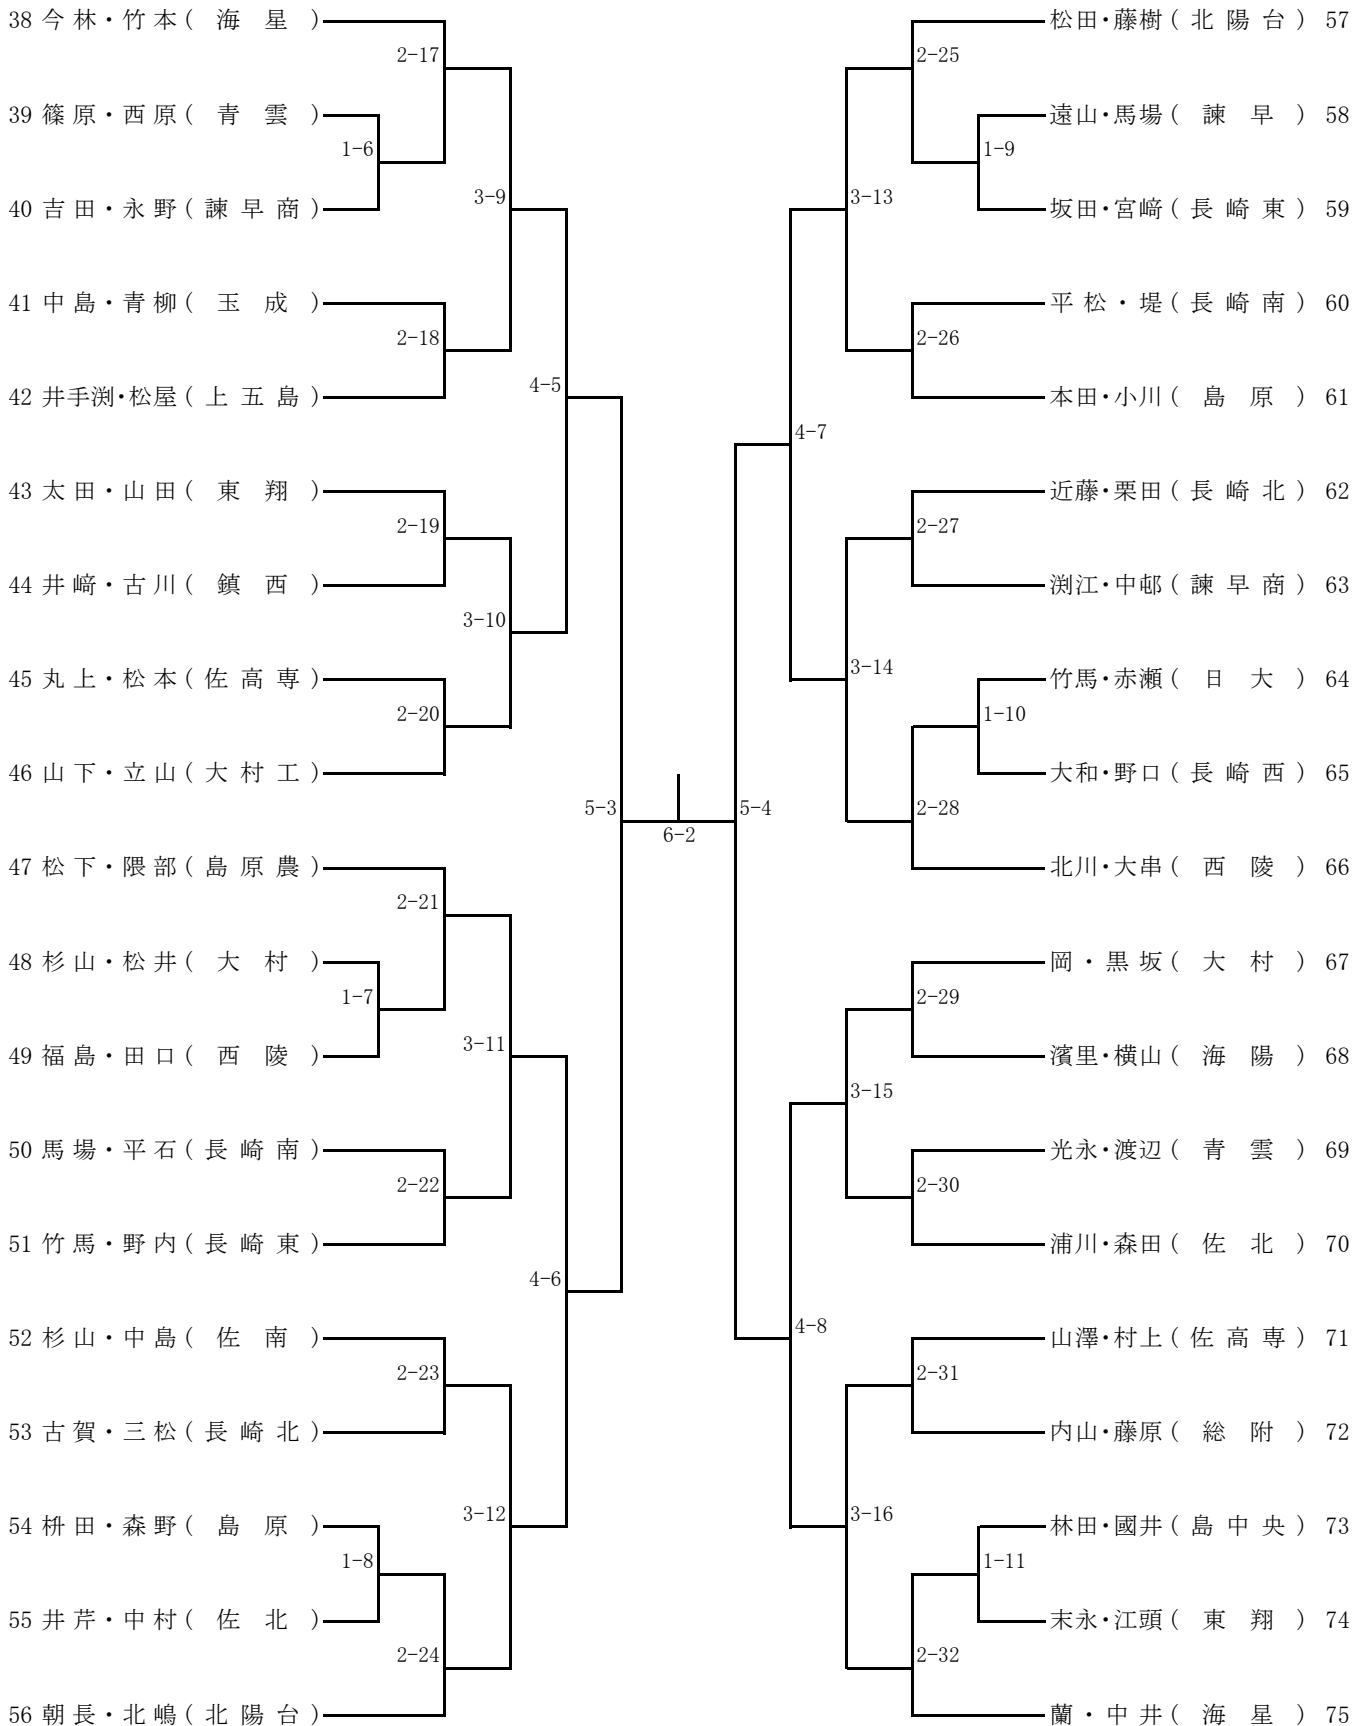 38 今林・竹本(海星)
2-17
39 篠原・西原(青雲)
1-6
40 吉田・永野(諫早商)
3-9
41 中島・青柳(玉成)
2-18
42 井手渕・松屋(上五島)
4-5
43 太田・山田(東翔)
2-19
44 井﨑・古川(鎮西)
3-10
45 丸上・松本(佐高専)
2-20
46 山下・立山(大村工)
5-3
47 松下・隈部(島原農)
2-21
48 杉山・松井(大村)
1-7
49 福島・田口(西陵)
3-11
50 馬場・平石(長崎南)
2-22
51 竹馬・野内(長崎東)
4-6
52 杉山・中島(佐南)
2-23
53 古賀・三松(長崎北)
3-12
54 枡田・森野(島原)
1-8
55 井芹・中村(佐北)
2-24
56 朝長・北嶋(北陽台)
6-2
松田・藤樹(北陽台) 57
2-25
遠山・馬場(諫早) 58
1-9
坂田・宮﨑(長崎東) 59
3-13
平松・堤(長崎南) 60
2-26
本田・小川(島原) 61
4-7
近藤・栗田(長崎北) 62
2-27
渕江・中邨(諫早商) 63
3-14
竹馬・赤瀬(日大) 64
1-10
大和・野口(長崎西) 65
2-28
北川・大串(西陵) 66
5-4
岡・黒坂(大村) 67
2-29
濱里・横山(海陽) 68
3-15
光永・渡辺(青雲) 69
2-30
浦川・森田(佐北) 70
4-8
山澤・村上(佐高専) 71
2-31
内山・藤原(総附) 72
3-16
林田・國井(島中央) 73
1-11
末永・江頭(東翔) 74
2-32
蘭・中井(海星) 75